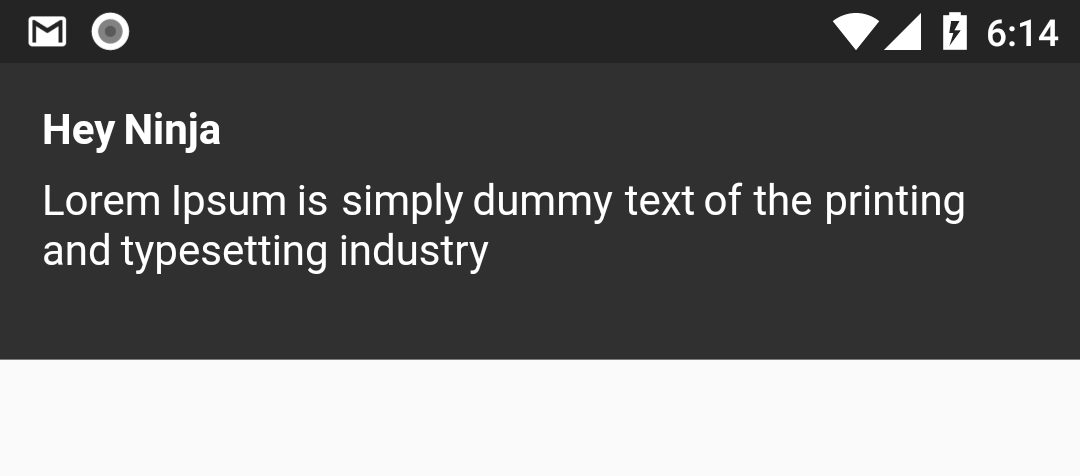 6:14
Hey Ninja
Lorem Ipsum is simply dummy text of the printing
and typesetting industry